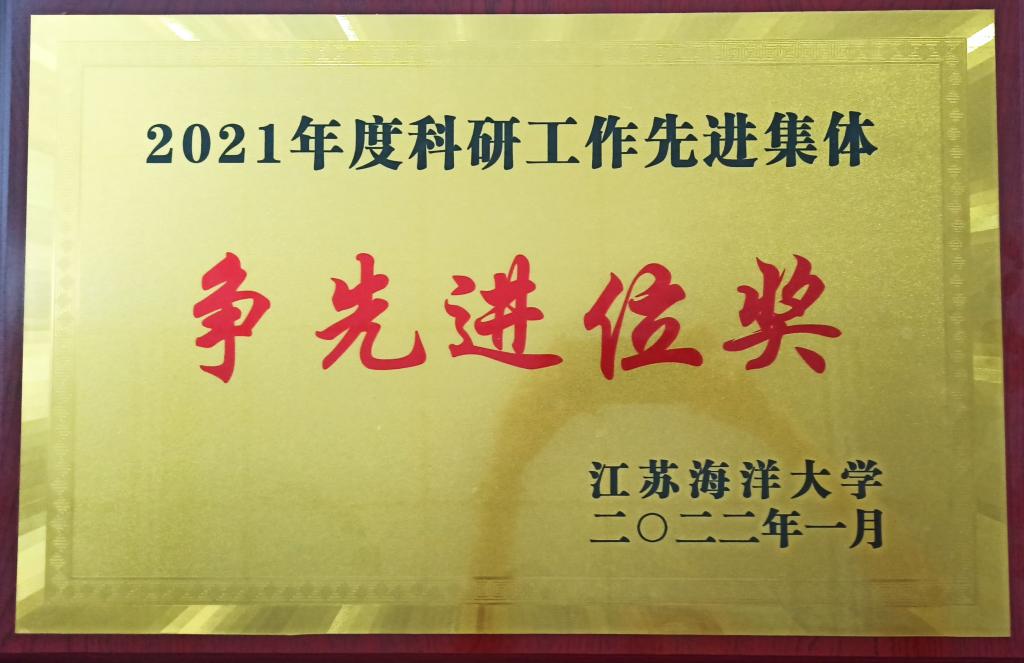 2021年度科研工作先进集体
争先进位奖
江苏海洋大学
二〇二二年一月